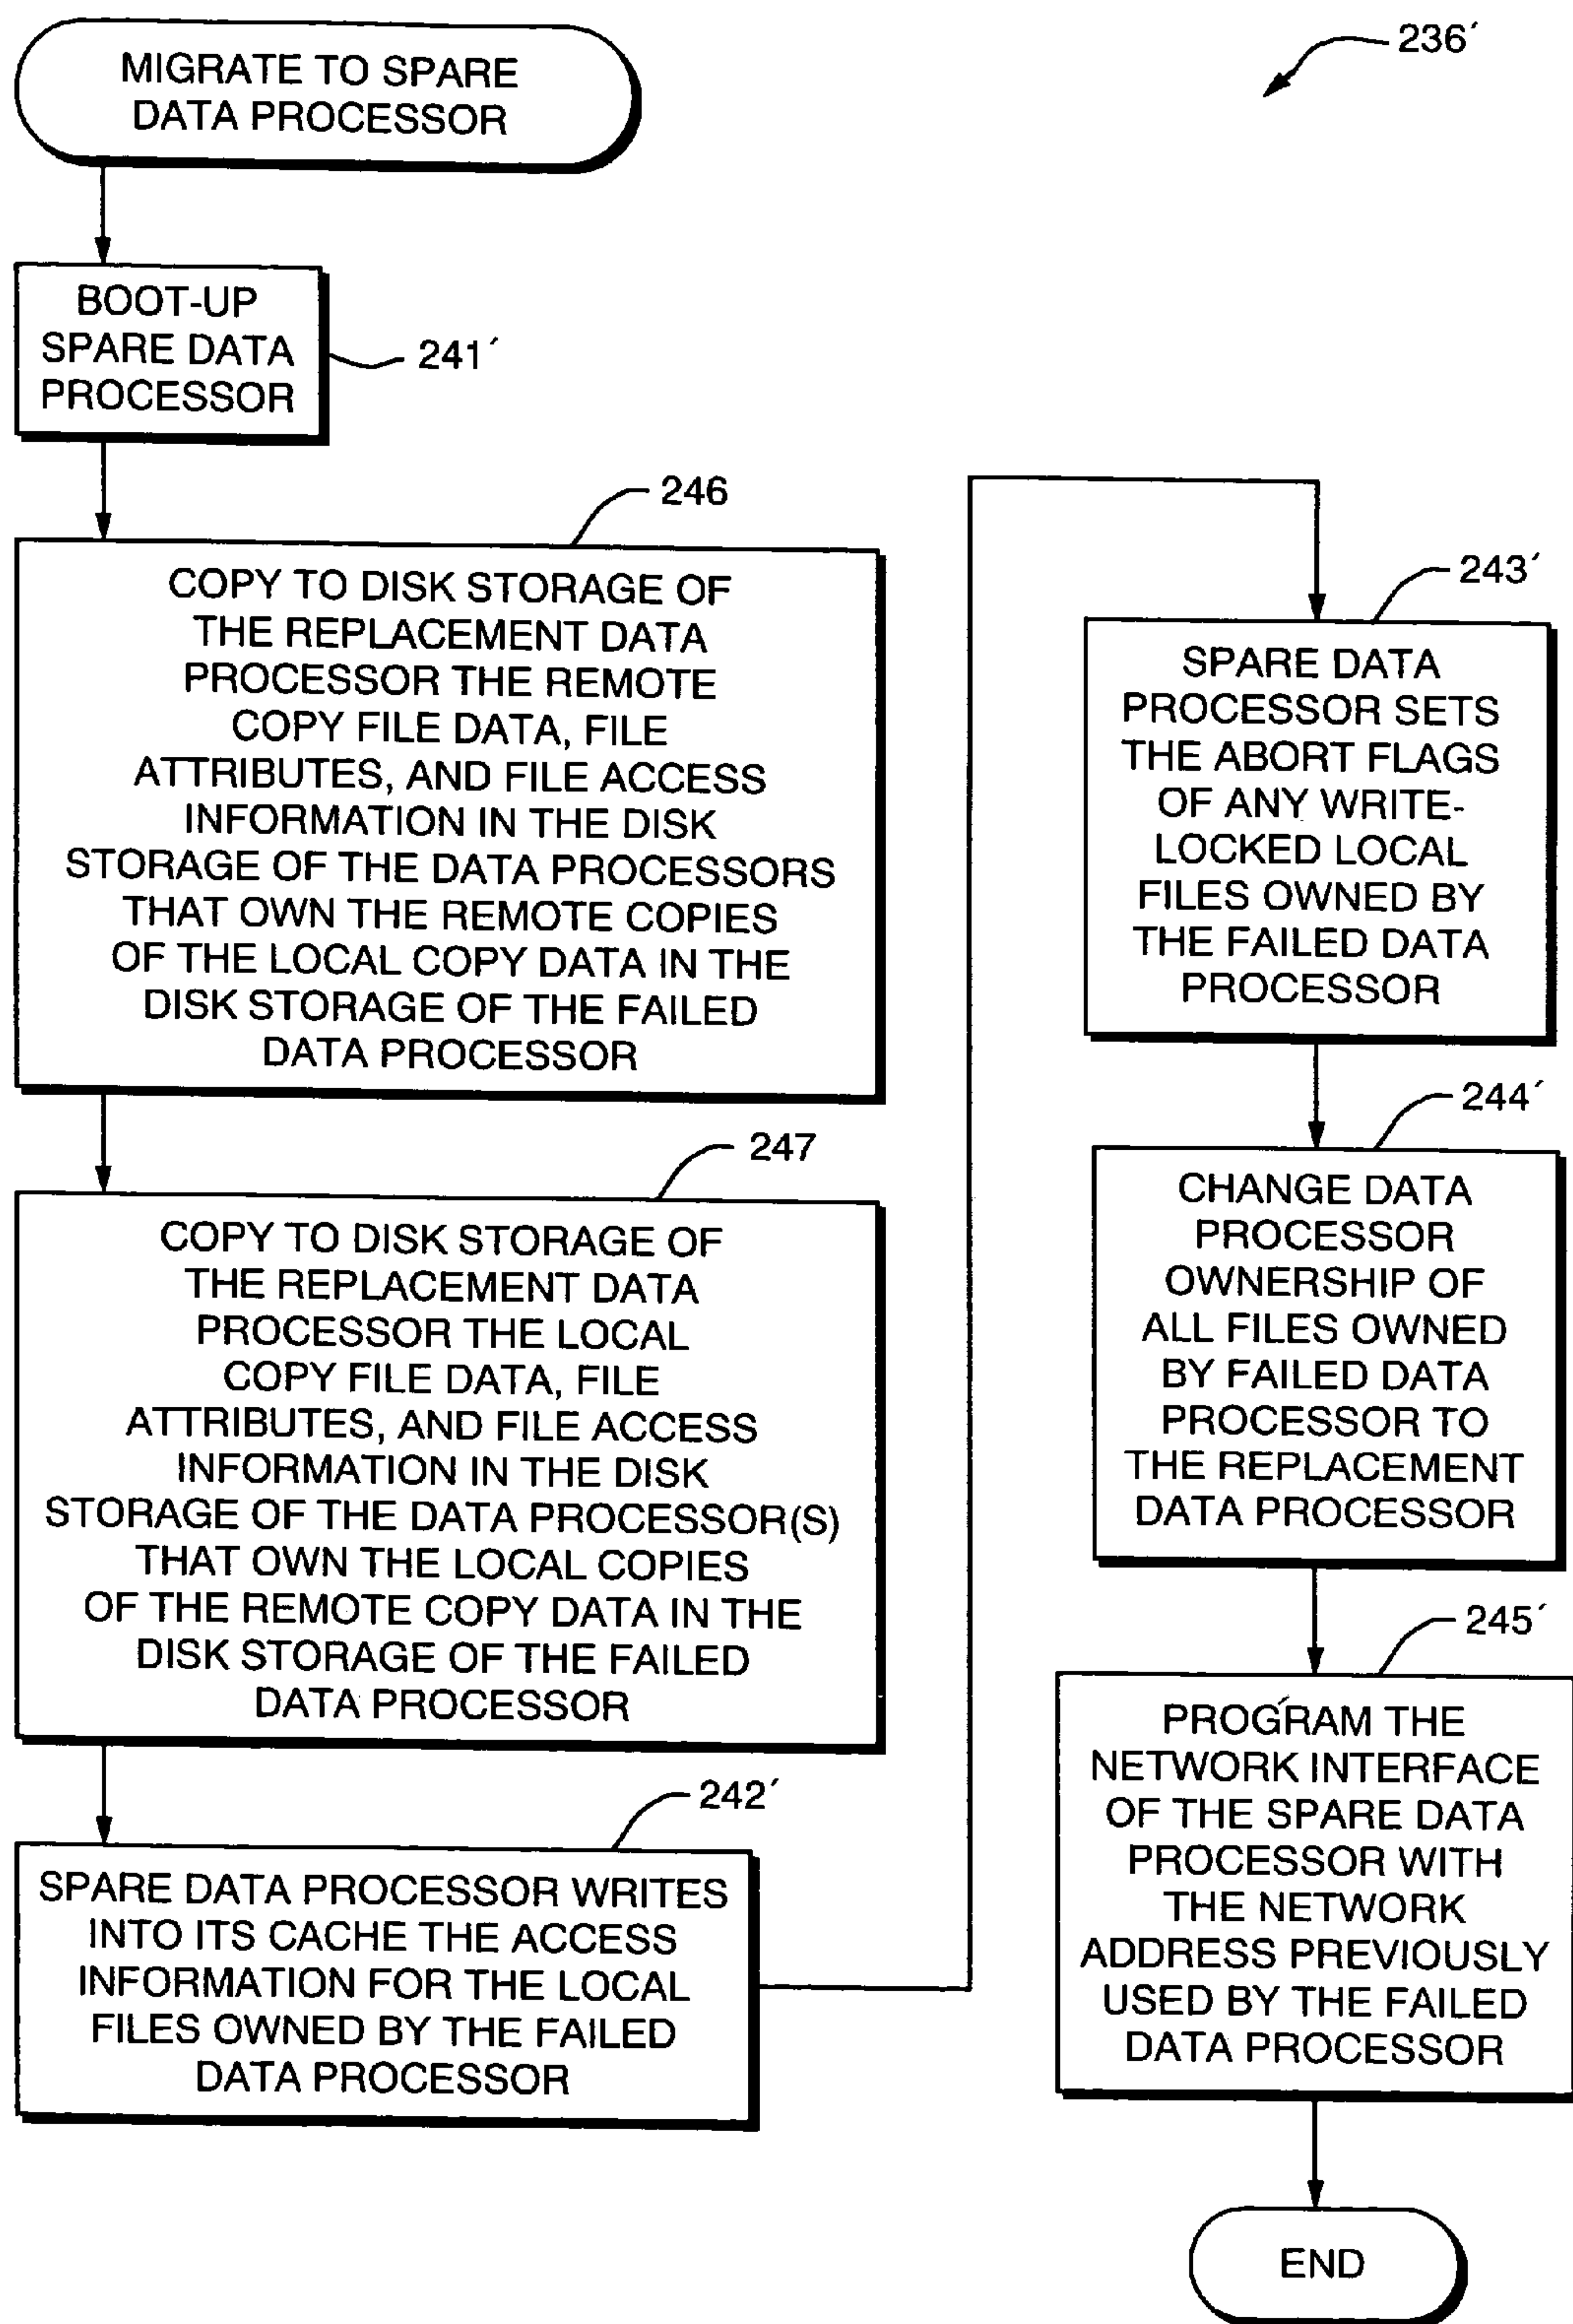 MIGRATE TO SPARE
DATA PROCESSOR
236´
BOOT-UP
SPARE DATA
PROCESSOR
241´
246
COPY TO DISK STORAGE OF
THE REPLACEMENT DATA
PROCESSOR THE REMOTE
COPY FILE DATA, FILE
ATTRIBUTES, AND FILE ACCESS
INFORMATION IN THE DISK
STORAGE OF THE DATA PROCESSORS
THAT OWN THE REMOTE COPIES
OF THE LOCAL COPY DATA IN THE
DISK STORAGE OF THE FAILED
DATA PROCESSOR
247
COPY TO DISK STORAGE OF
THE REPLACEMENT DATA
PROCESSOR THE LOCAL
COPY FILE DATA, FILE
ATTRIBUTES, AND FILE ACCESS
INFORMATION IN THE DISK
STORAGE OF THE DATA PROCESSOR(S)
THAT OWN THE LOCAL COPIES
OF THE REMOTE COPY DATA IN THE
DISK STORAGE OF THE FAILED
DATA PROCESSOR
242´
SPARE DATA PROCESSOR WRITES
INTO ITS CACHE THE ACCESS
INFORMATION FOR THE LOCAL
FILES OWNED BY THE FAILED
DATA PROCESSOR
243´
SPARE DATA
PROCESSOR SETS
THE ABORT FLAGS
OF ANY WRITE-
LOCKED LOCAL
FILES OWNED BY
THE FAILED DATA
PROCESSOR
244´
CHANGE DATA
PROCESSOR
OWNERSHIP OF
ALL FILES OWNED
BY FAILED DATA
PROCESSOR TO
THE REPLACEMENT
DATA PROCESSOR
245´
PROGRAM THE
NETWORK INTERFACE
OF THE SPARE DATA
PROCESSOR WITH
THE NETWORK
ADDRESS PREVIOUSLY
USED BY THE FAILED
DATA PROCESSOR
END